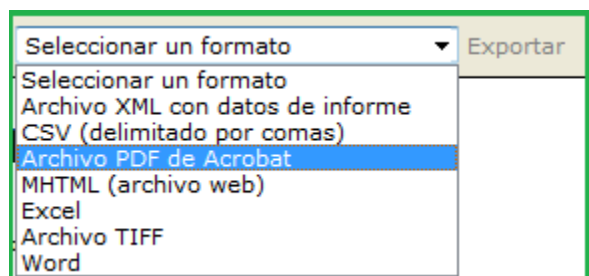 Seleccionar un formato Exportar
Seleccionar un formato
Archivo XML con datos de informe
CSV (delimitado por comas)
Archivo PDF de Acrobat
MHTML (archivo web)
Excel
Archivo TIFF
Word